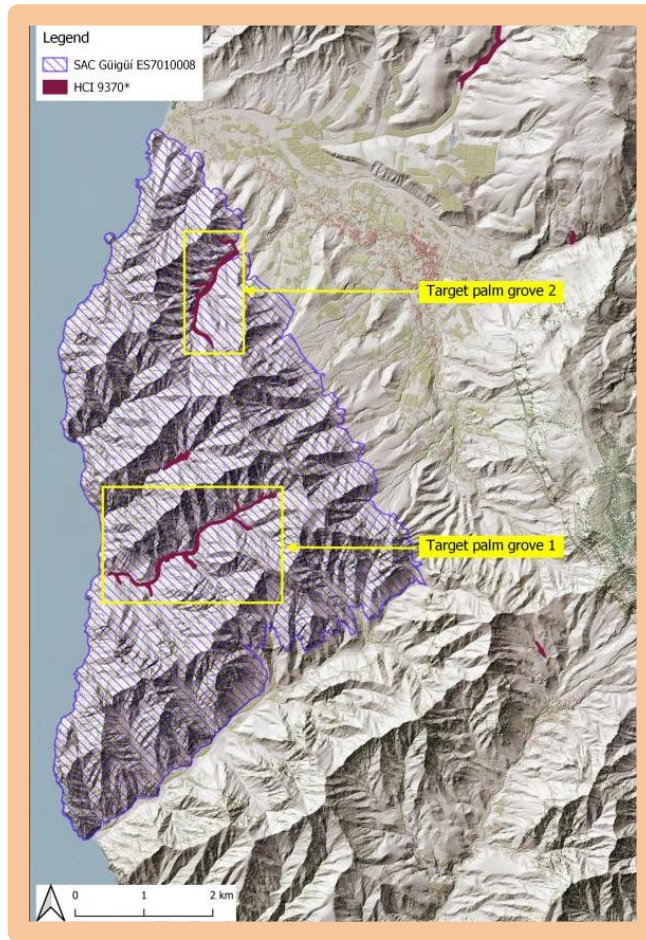 Legend
SAC Güigüí ES7010008
HCI 9370*
Target palm grove 2
Target palm grove 1
0 1 2 km